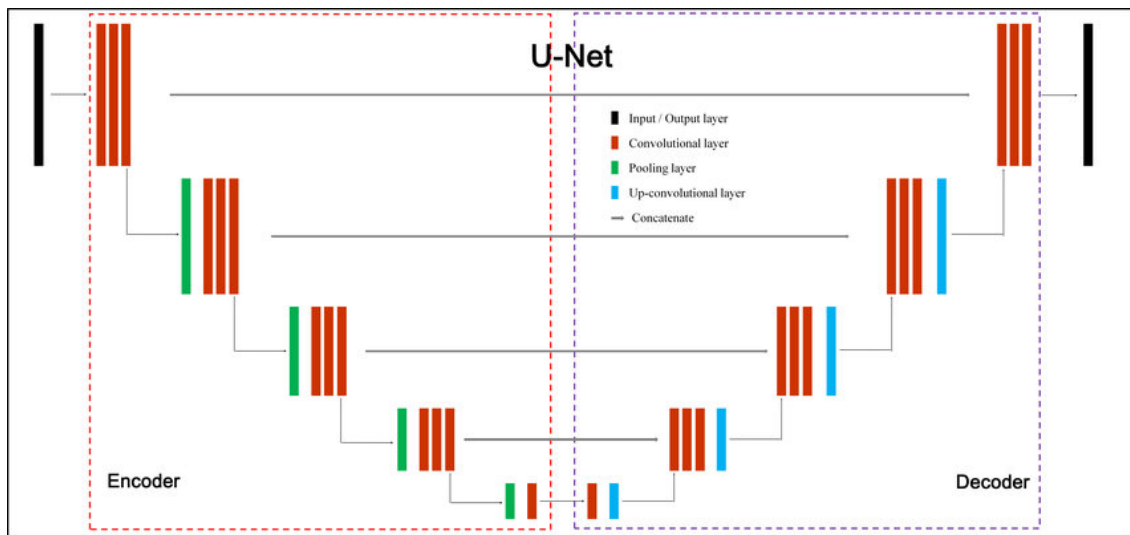 U-Net
Input / Output layer
Convolutional layer
Pooling layer
Up-convolutional layer
Concatenate
Encoder
Decoder